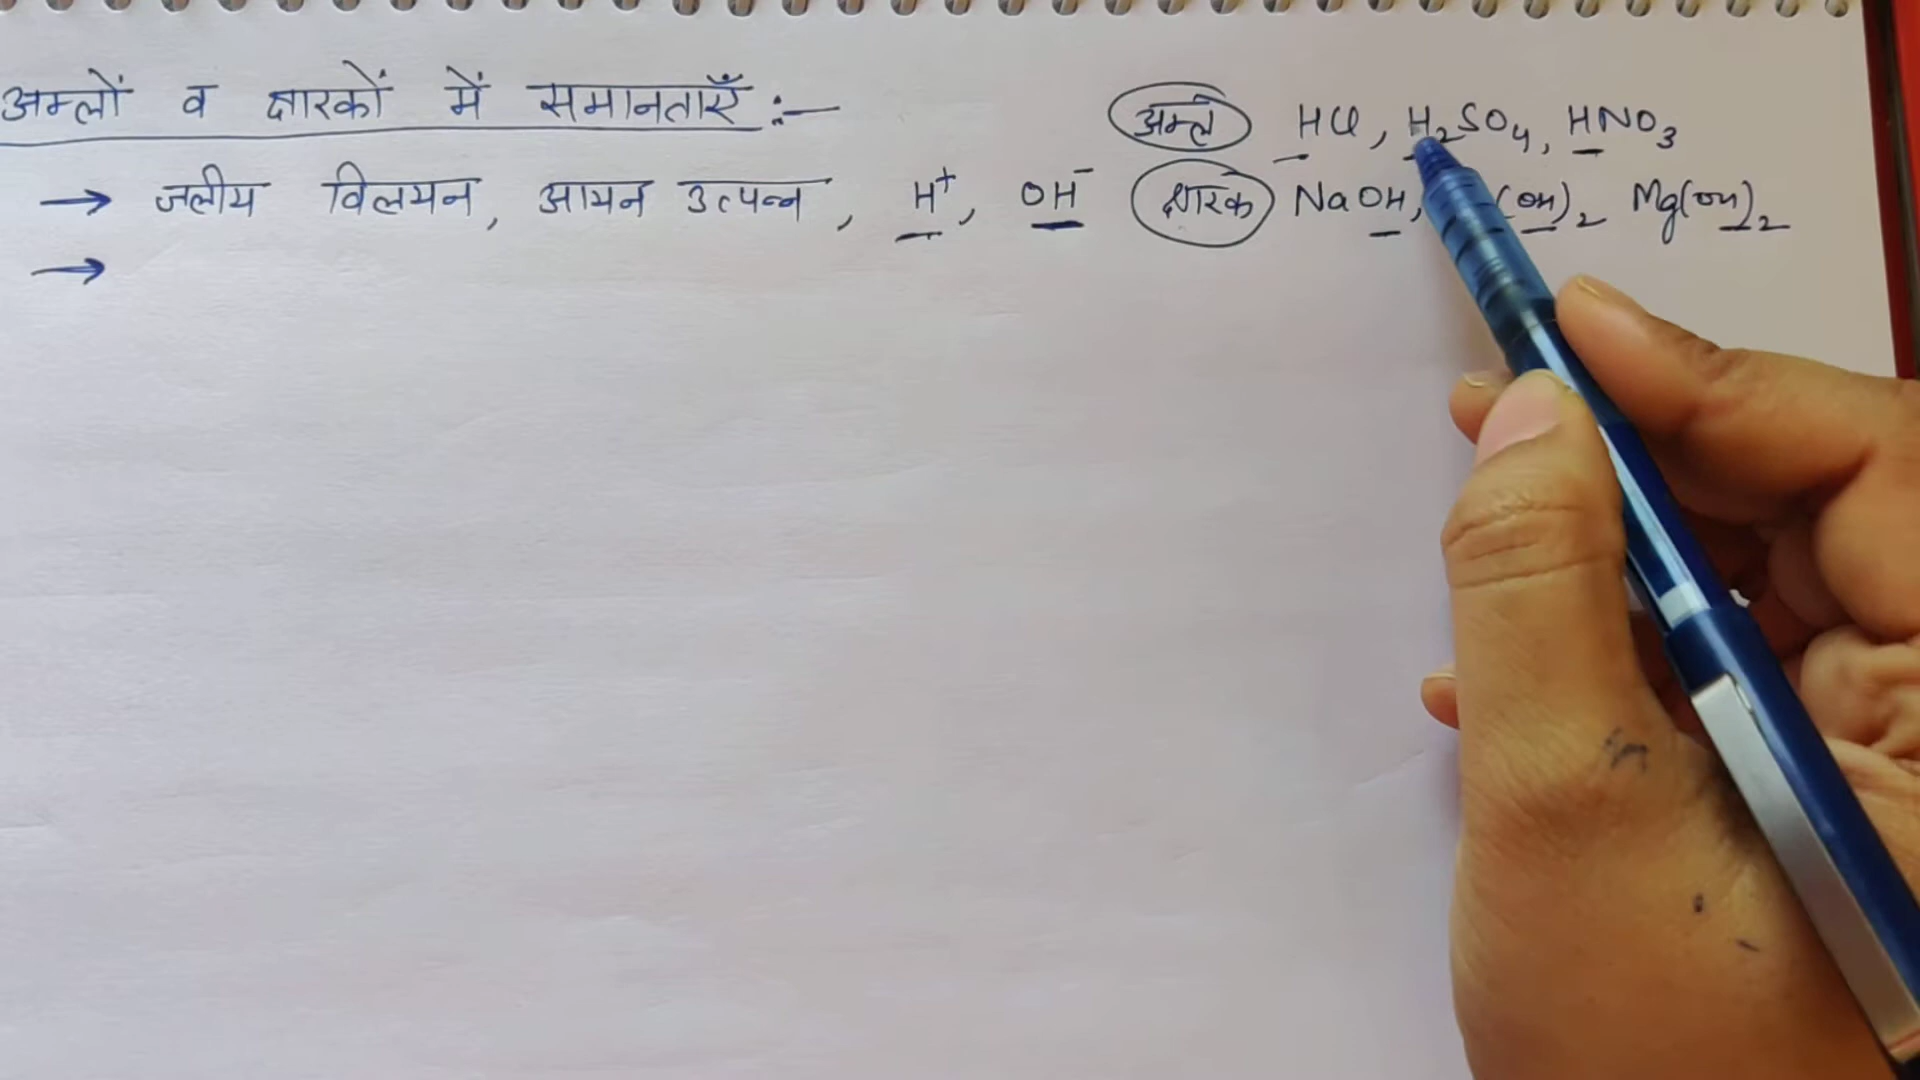 अम्लों व क्षारकों में समानताएँ :—
अम्ल HCl, H₂SO₄, HNO₃
→ जलीय विलयन, आयन उत्पन्न, H⁺, OH⁻
क्षारक NaOH, (OH)₂ Mg(OH)₂
→